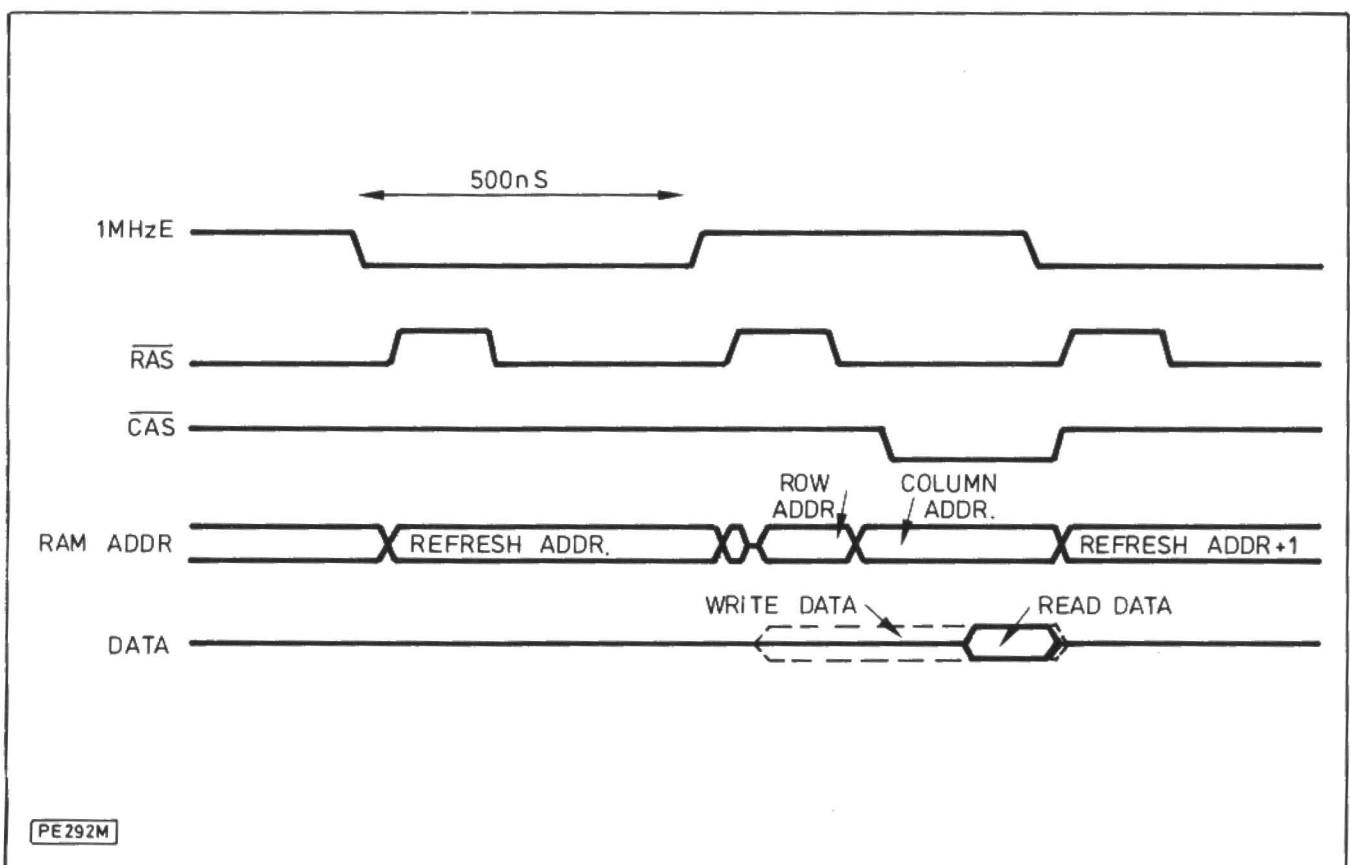 500nS
1MHzE
RAS
CAS
ROW
ADDR
COLUMN
ADDR.
RAM ADDR
REFRESH ADDR.
REFRESH ADDR+1
WRITE DATA
READ DATA
DATA
PE292M